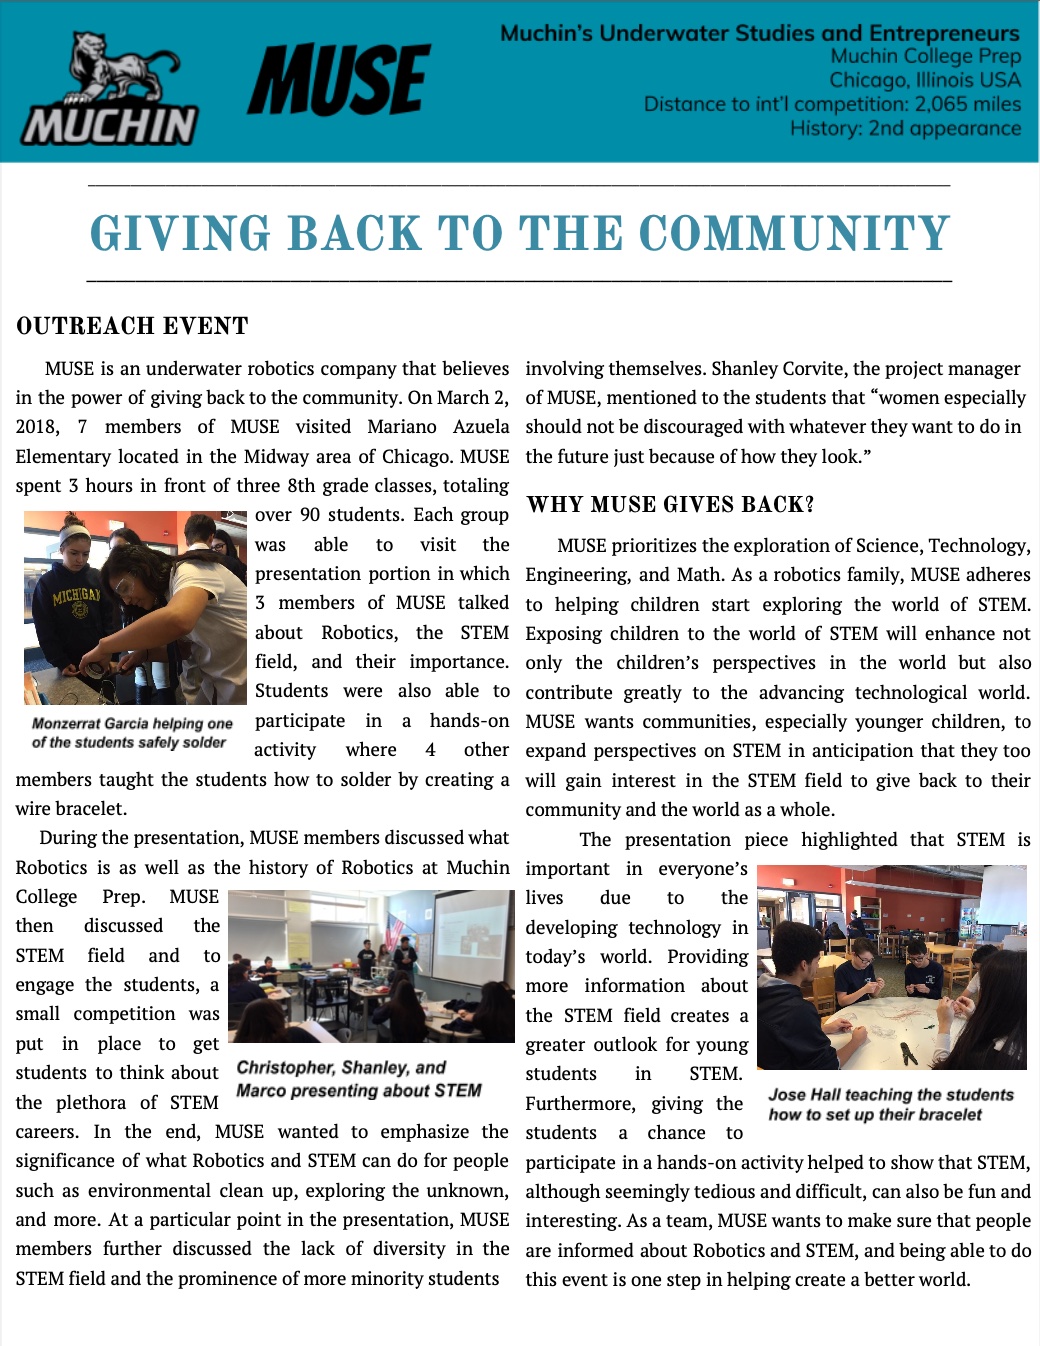 MUCHIN
MUSE
Muchin's Underwater Studies and Entrepreneurs
Muchin College Prep
Chicago, Illinois USA
Distance to int'l competition: 2,065 miles
History: 2nd appearance
GIVING BACK TO THE COMMUNITY
OUTREACH EVENT
MUSE is an underwater robotics company that believes
in the power of giving back to the community. On March 2,
2018, 7 members of MUSE visited Mariano Azuela
Elementary located in the Midway area of Chicago. MUSE
spent 3 hours in front of three 8th grade classes, totaling
over 90 students. Each group
was able to visit the
presentation portion in which
3 members of MUSE talked
about Robotics, the STEM
field, and their importance.
Students were also able to
participate in a hands-on
activity where 4 other
members taught the students how to solder by creating a
wire bracelet.
MICHIGAN
Monzerrat Garcia helping one
of the students safely solder
During the presentation, MUSE members discussed what
Robotics is as well as the history of Robotics at Muchin
College Prep. MUSE
then discussed the
STEM field and to
engage the students, a
small competition was
put in place to get
students to think about
the plethora of STEM
careers. In the end, MUSE wanted to emphasize the
significance of what Robotics and STEM can do for people
such as environmental clean up, exploring the unknown,
and more. At a particular point in the presentation, MUSE
members further discussed the lack of diversity in the
STEM field and the prominence of more minority students
Christopher, Shanley, and
Marco presenting about STEM
involving themselves. Shanley Corvite, the project manager
of MUSE, mentioned to the students that “women especially
should not be discouraged with whatever they want to do in
the future just because of how they look.”
WHY MUSE GIVES BACK?
MUSE prioritizes the exploration of Science, Technology,
Engineering, and Math. As a robotics family, MUSE adheres
to helping children start exploring the world of STEM.
Exposing children to the world of STEM will enhance not
only the children’s perspectives in the world but also
contribute greatly to the advancing technological world.
MUSE wants communities, especially younger children, to
expand perspectives on STEM in anticipation that they too
will gain interest in the STEM field to give back to their
community and the world as a whole.
The presentation piece highlighted that STEM is
important in everyone’s
lives due to the
developing technology in
today’s world. Providing
more information about
the STEM field creates a
greater outlook for young
students in STEM.
Furthermore, giving the
students a chance to
participate in a hands-on activity helped to show that STEM,
although seemingly tedious and difficult, can also be fun and
interesting. As a team, MUSE wants to make sure that people
are informed about Robotics and STEM, and being able to do
this event is one step in helping create a better world.
Jose Hall teaching the students
how to set up their bracelet